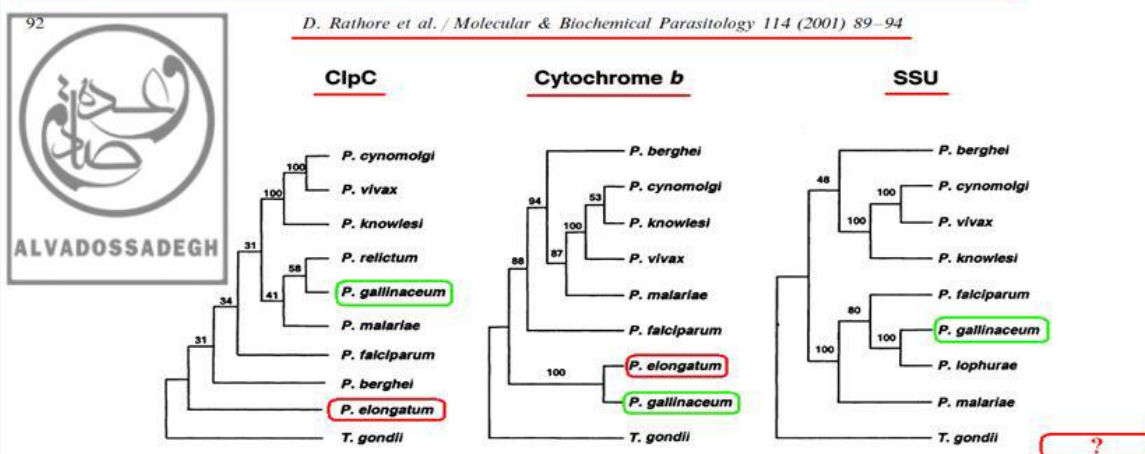 92
D. Rathore et al. / Molecular & Biochemical Parasitology 114 (2001) 89–94
ALVADOSSADEGH
ClpC
100
P. cynomolgi
100
P. vivax
P. knowlesi
31
P. relictum
58
P. gallinaceum
41
34
P. malariae
P. falciparum
31
P. berghei
P. elongatum
T. gondii
Cytochrome b
P. berghei
94
53
P. cynomolgi
100
P. knowlesi
87
P. vivax
88
P. malariae
P. falciparum
100
P. elongatum
P. gallinaceum
T. gondii
SSU
P. berghei
48
100
P. cynomolgi
100
P. vivax
P. knowlesi
P. falciparum
80
P. gallinaceum
100
100
P. lophurae
P. malariae
T. gondii
?